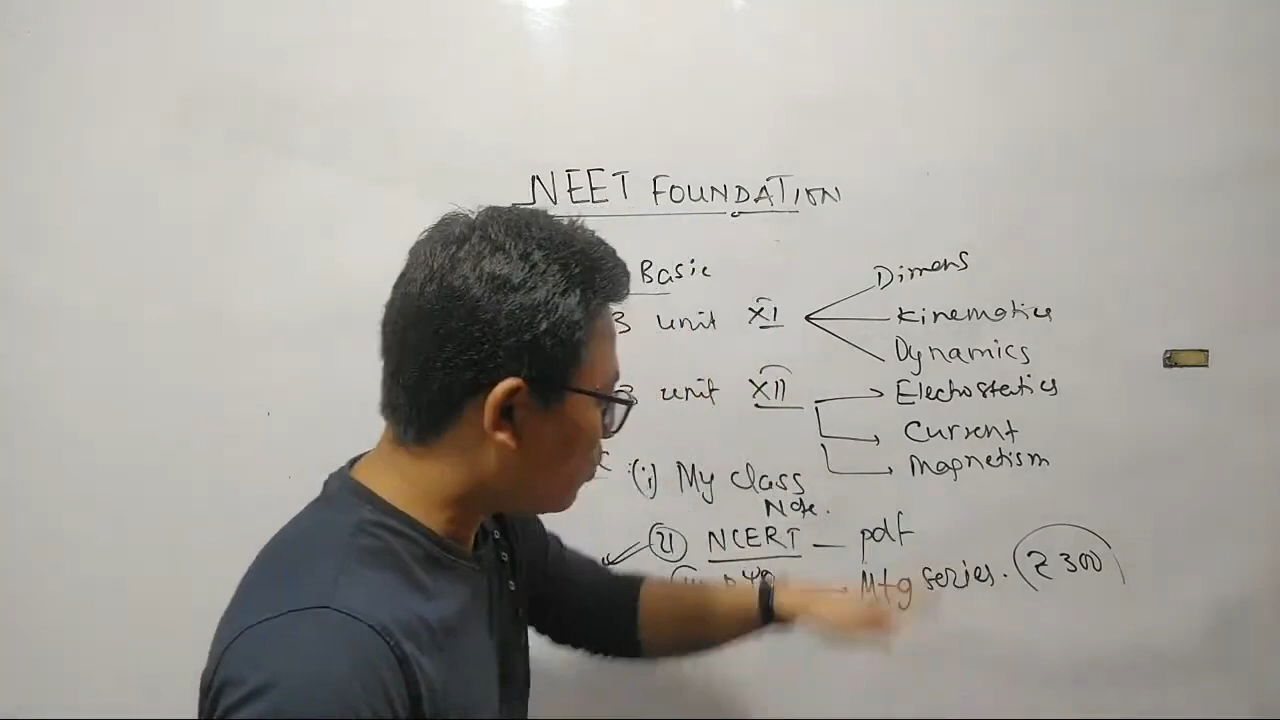 NEET FOUNDATION
Basic
3 unit XI
Dimens
Kinematics
Dynamics
3 unit XII
Electrostatics
Current
Magnetism
(i) My class
Note.
(ii) NCERT — pdf
Mtg series. (₹ 300)